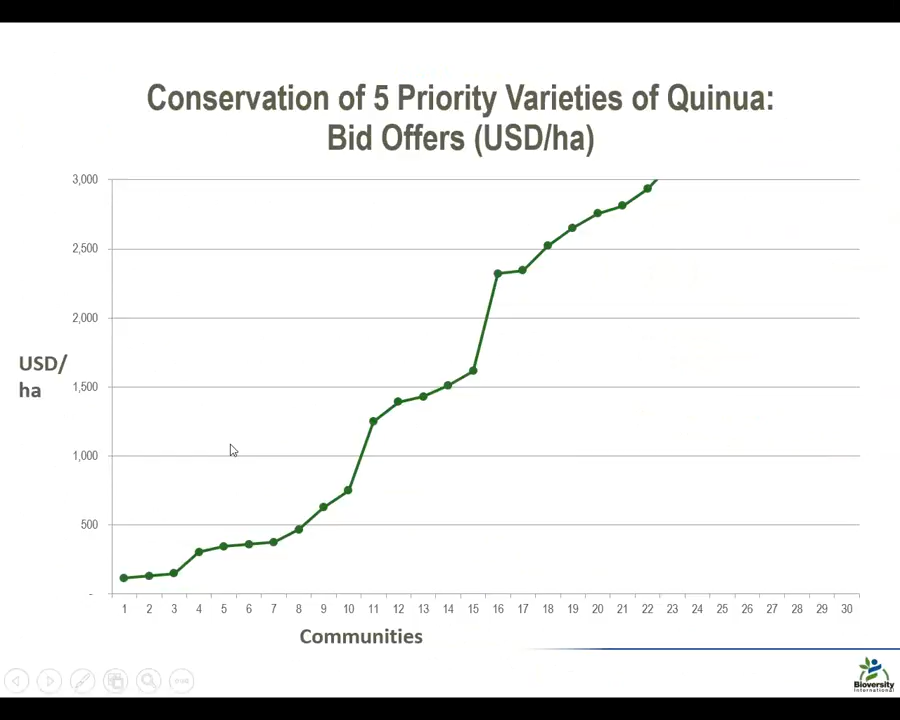 Conservation of 5 Priority Varieties of Quinua:
Bid Offers (USD/ha)
3,000
2,500
2,000
USD/
ha
1,500
1,000
500
-
1 2 3 4 5 6 7 8 9 10 11 12 13 14 15 16 17 18 19 20 21 22 23 24 25 26 27 28 29 30
Communities
Bioversity
International